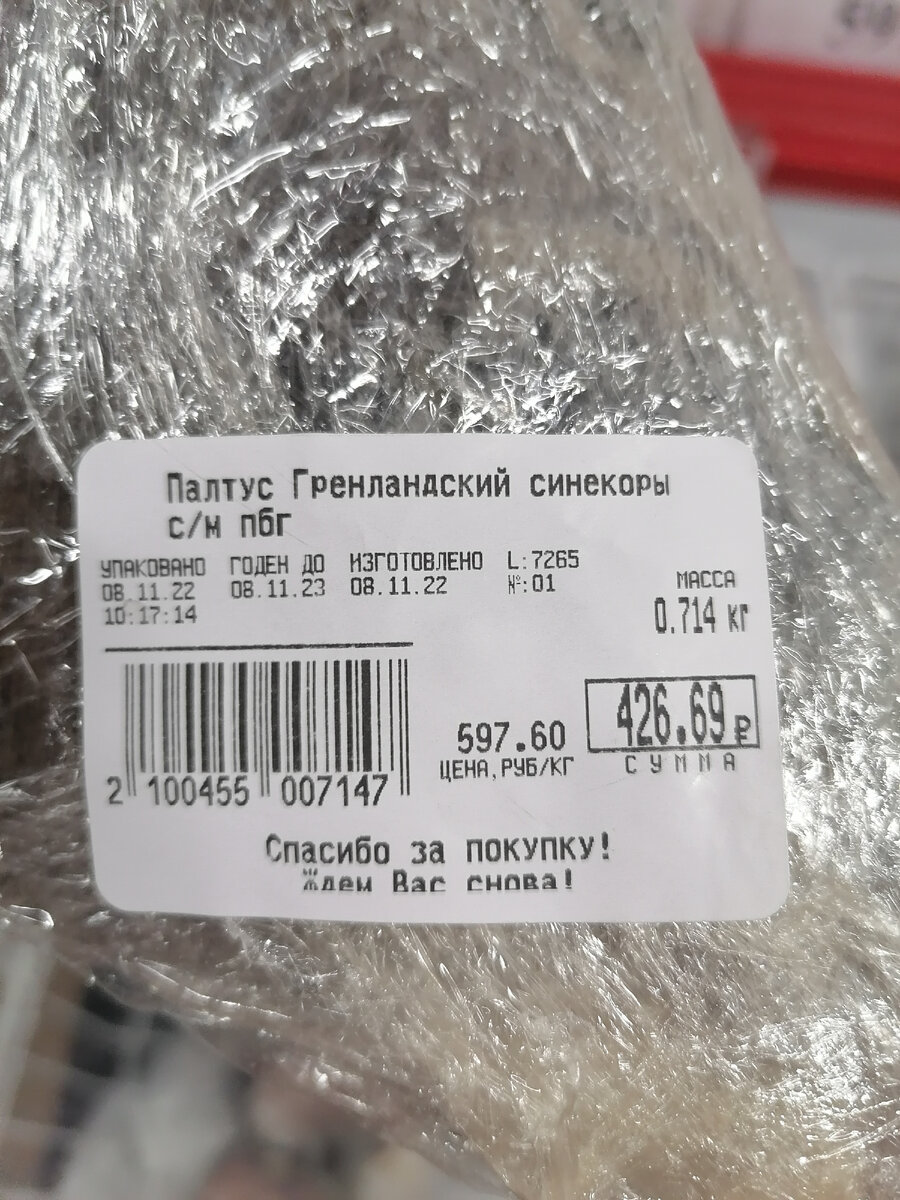 Палтус Гренландский синекоры
с/м пбг
УПАКОВАНО ГОДЕН ДО ИЗГОТОВЛЕНО L:7265
08.11.22 08.11.23 08.11.22 №:01
10:17:14
МАССА
0.714 кг
597.60
ЦЕНА,РУБ/КГ
426.69 ₽
СУММА
2 100455 007147
Спасибо за покупку!
Ждем Вас снова!